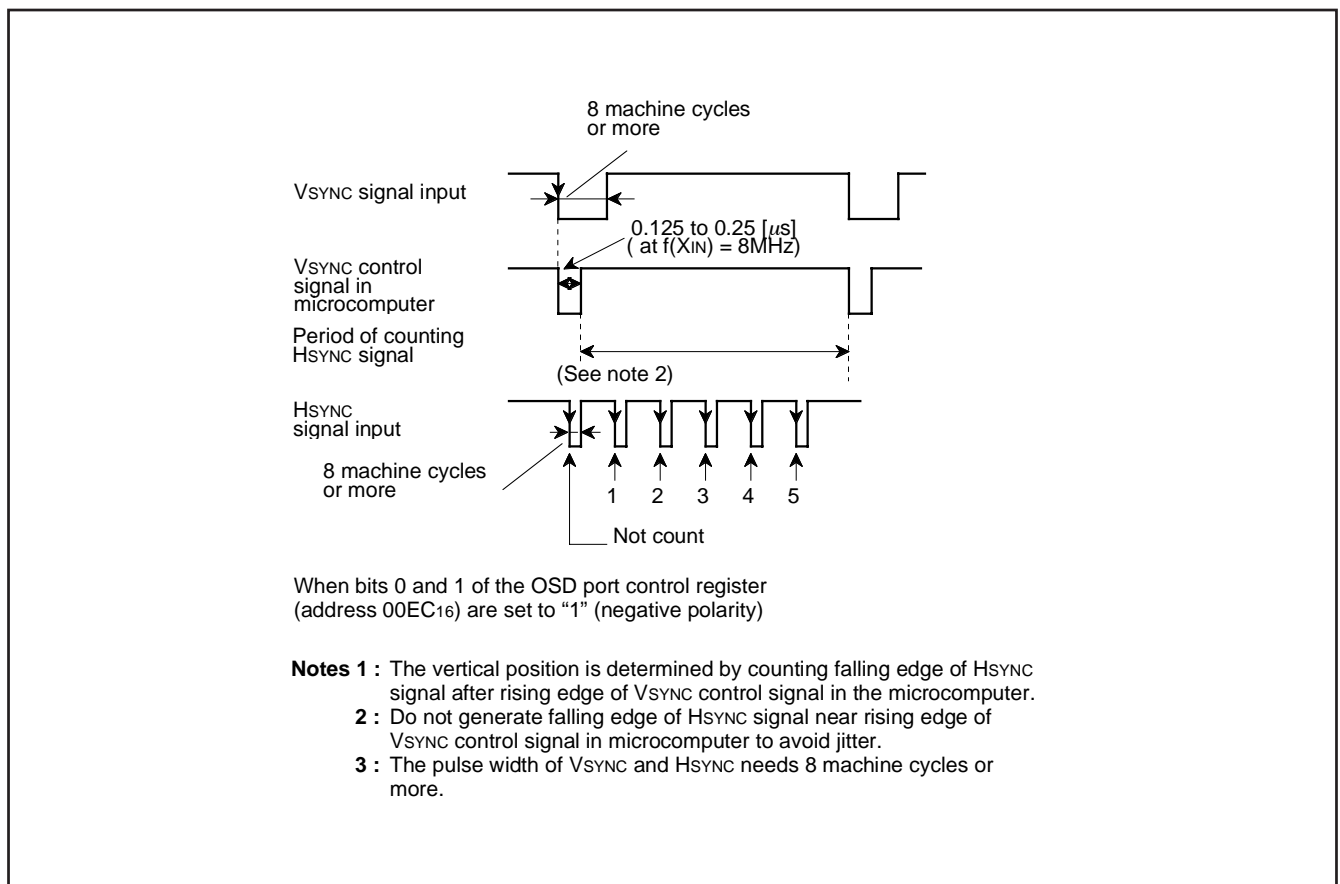 8 machine cycles
or more
VSYNC signal input
0.125 to 0.25 [µs]
( at f(XIN) = 8MHz)
VSYNC control
signal in
microcomputer
Period of counting
HSYNC signal
(See note 2)
HSYNC
signal input
8 machine cycles
or more
1 2 3 4 5
Not count
When bits 0 and 1 of the OSD port control register
(address 00EC16) are set to “1” (negative polarity)
Notes 1 : The vertical position is determined by counting falling edge of HSYNC
signal after rising edge of VSYNC control signal in the microcomputer.
2 : Do not generate falling edge of HSYNC signal near rising edge of
VSYNC control signal in microcomputer to avoid jitter.
3 : The pulse width of VSYNC and HSYNC needs 8 machine cycles or
more.